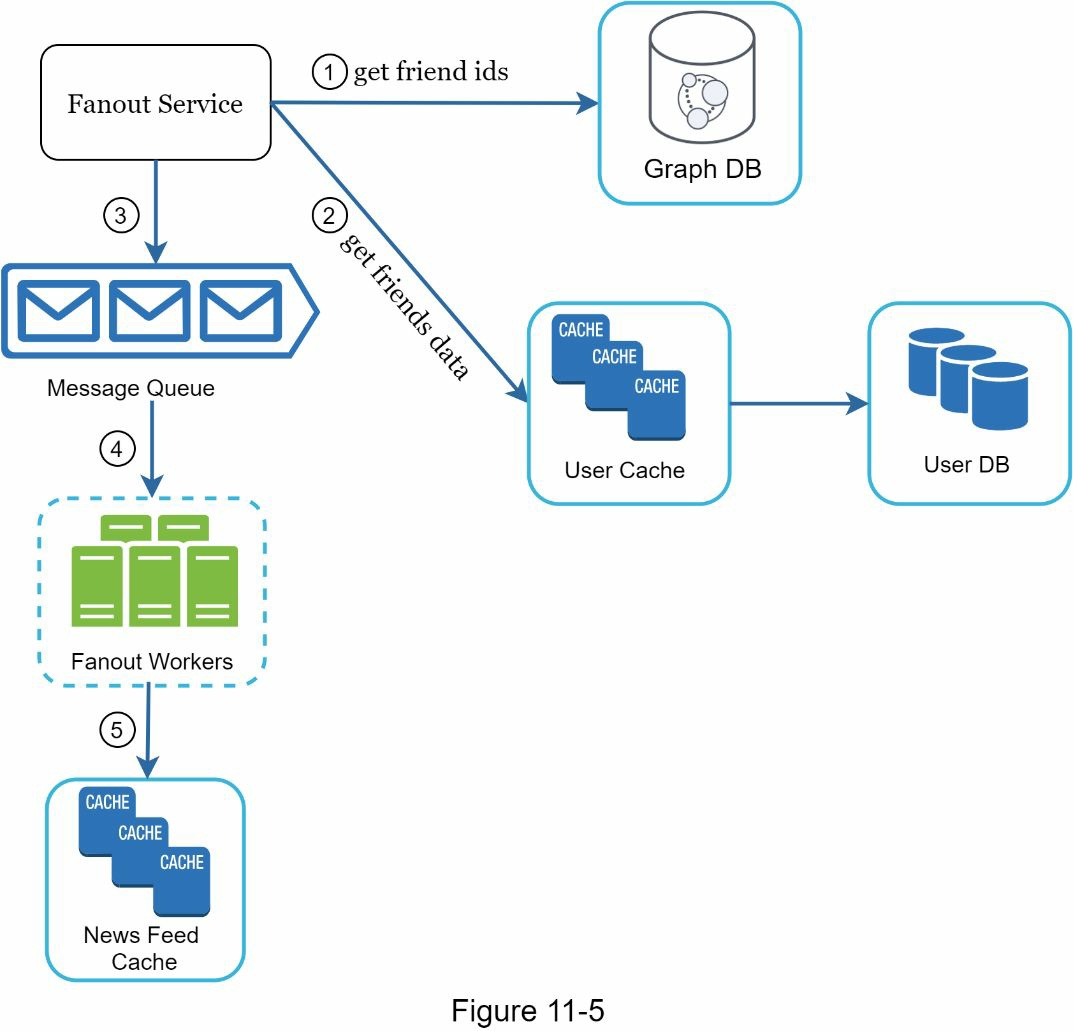 1 get friend ids
Fanout Service
Graph DB
3
2 get friends data
Message Queue
CACHE
CACHE
CACHE
User Cache
User DB
4
Fanout Workers
5
CACHE
CACHE
CACHE
News Feed
Cache
Figure 11-5